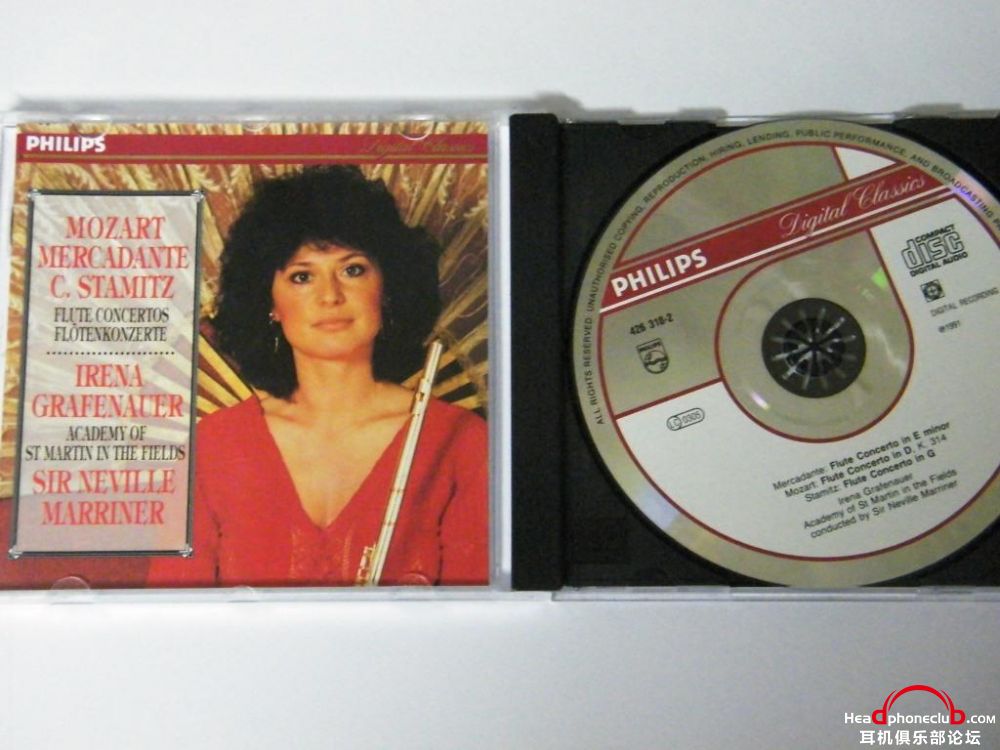 PHILIPS
Digital Classics
MOZART
MERCADANTE
C. STAMITZ
FLUTE CONCERTOS
FLÖTENKONZERTE
IRENA
GRAFENAUER
ACADEMY OF
ST MARTIN IN THE FIELDS
SIR NEVILLE
MARRINER
ALL RIGHTS RESERVED. UNAUTHORISED COPYING, REPRODUCTION, HIRING, LENDING, PUBLIC PERFORMANCE, AND BROADCASTING
PHILIPS
Digital Classics
COMPACT
disc
DIGITAL AUDIO
426 318-2
PHILIPS
DIGITAL RECORDING
℗1991
LC 0305
Mercadante: Flute Concerto in E minor
Mozart: Flute Concerto in D, K. 314
Stamitz: Flute Concerto in G
Irena Grafenauer
Academy of St Martin in the Fields
conducted by Sir Neville Marriner
Headphoneclub.com
耳机俱乐部论坛